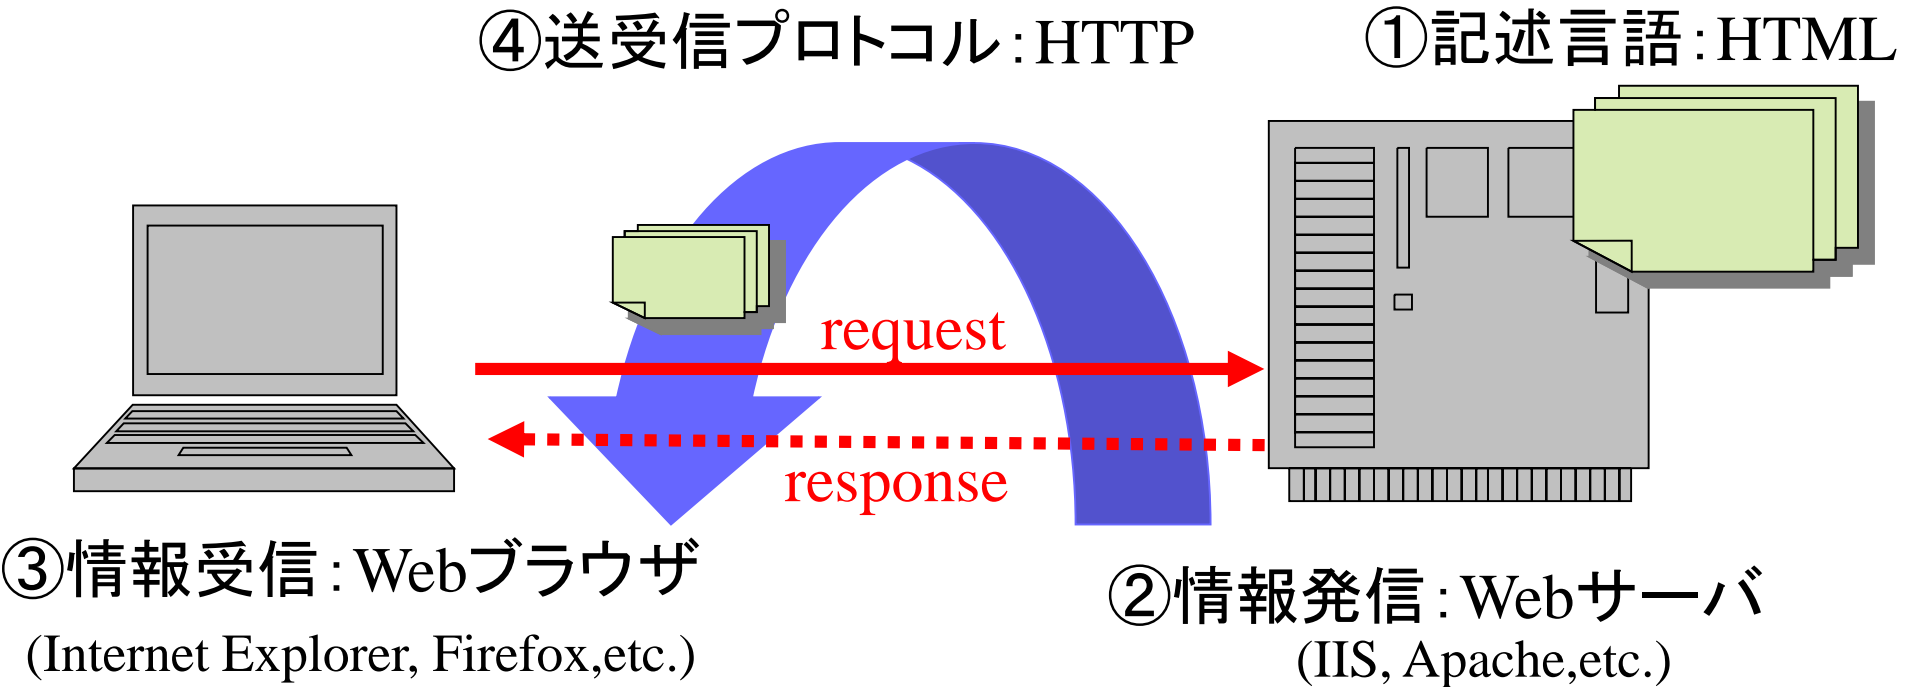 ④送受信プロトコル：HTTP
①記述言語：HTML
request
response
③情報受信：Webブラウザ
(Internet Explorer, Firefox,etc.)
②情報発信：Webサーバ
(IIS, Apache,etc.)